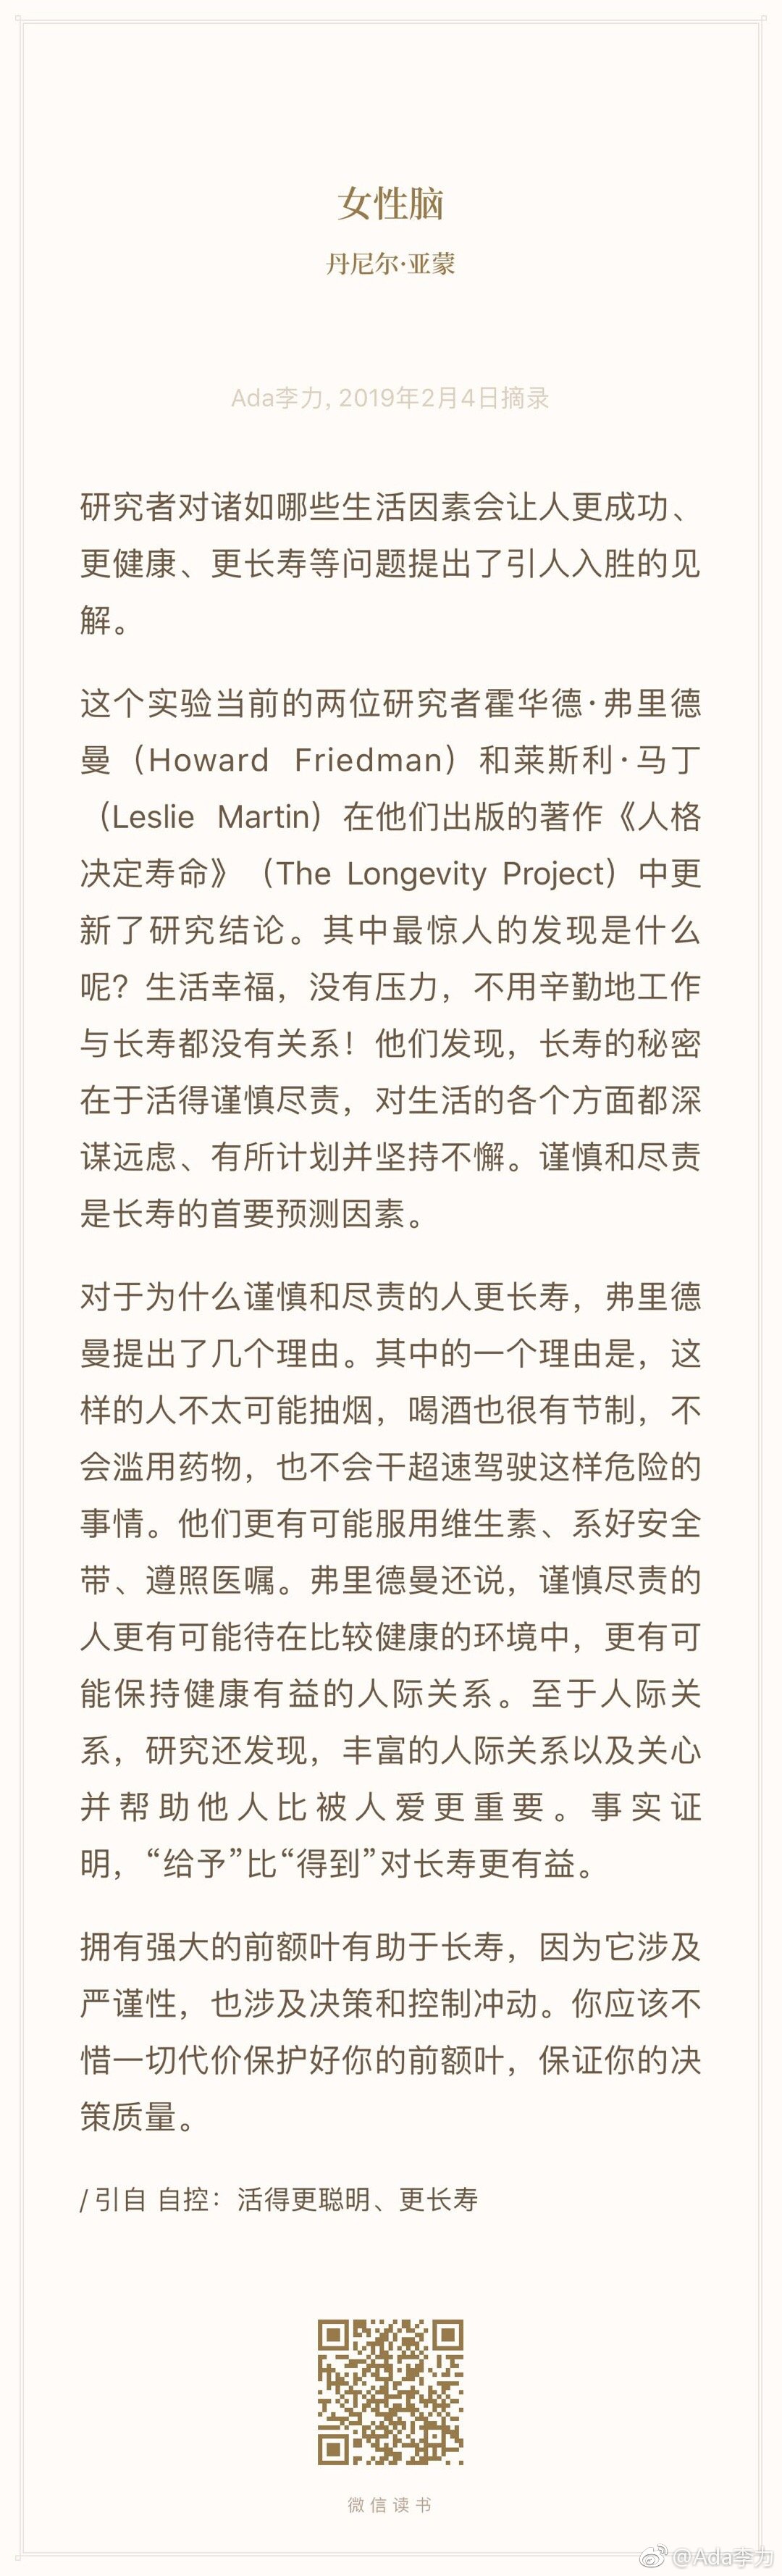 女性脑
丹尼尔·亚蒙
Ada李力, 2019年2月4日摘录
研究者对诸如哪些生活因素会让人更成功、
更健康、更长寿等问题提出了引人入胜的见
解。
这个实验当前的两位研究者霍华德·弗里德
曼（Howard Friedman）和莱斯利·马丁
（Leslie Martin）在他们出版的著作《人格
决定寿命》（The Longevity Project）中更
新了研究结论。其中最惊人的发现是什么
呢？生活幸福，没有压力，不用辛勤地工作
与长寿都没有关系！他们发现，长寿的秘密
在于活得谨慎尽责，对生活的各个方面都深
谋远虑、有所计划并坚持不懈。谨慎和尽责
是长寿的首要预测因素。
对于为什么谨慎和尽责的人更长寿，弗里德
曼提出了几个理由。其中的一个理由是，这
样的人不太可能抽烟，喝酒也很有节制，不
会滥用药物，也不会干超速驾驶这样危险的
事情。他们更有可能服用维生素、系好安全
带、遵照医嘱。弗里德曼还说，谨慎尽责的
人更有可能待在比较健康的环境中，更有可
能保持健康有益的人际关系。至于人际关
系，研究还发现，丰富的人际关系以及关心
并帮助他人比被人爱更重要。事实证
明，“给予”比“得到”对长寿更有益。
拥有强大的前额叶有助于长寿，因为它涉及
严谨性，也涉及决策和控制冲动。你应该不
惜一切代价保护好你的前额叶，保证你的决
策质量。
/ 引自 自控：活得更聪明、更长寿
微信读书
@Ada李力